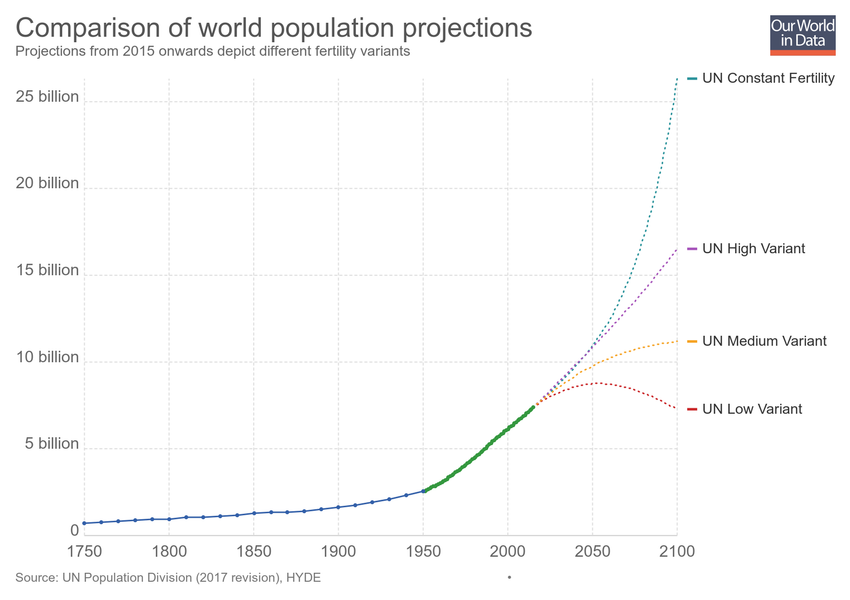 Comparison of world population projections
Projections from 2015 onwards depict different fertility variants
Our World
in Data
25 billion
20 billion
15 billion
10 billion
5 billion
0
UN Constant Fertility
UN High Variant
UN Medium Variant
UN Low Variant
1750 1800 1850 1900 1950 2000 2050 2100
Source: UN Population Division (2017 revision), HYDE